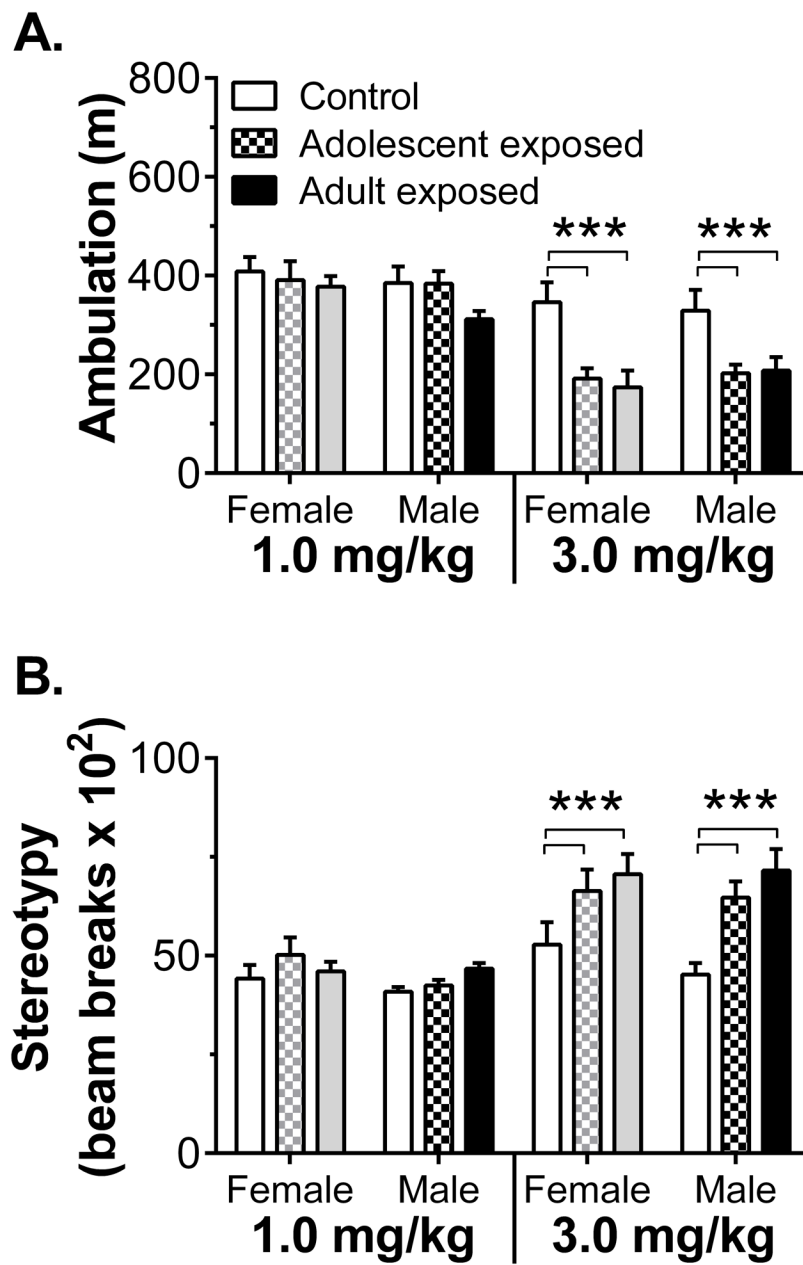 A.
Ambulation (m)
800
600
400
200
0
Control
Adolescent exposed
Adult exposed
*** ***
Female Male Female Male
1.0 mg/kg 3.0 mg/kg
B.
Stereotypy
(beam breaks x 10²)
100
50
0
*** ***
Female Male Female Male
1.0 mg/kg 3.0 mg/kg